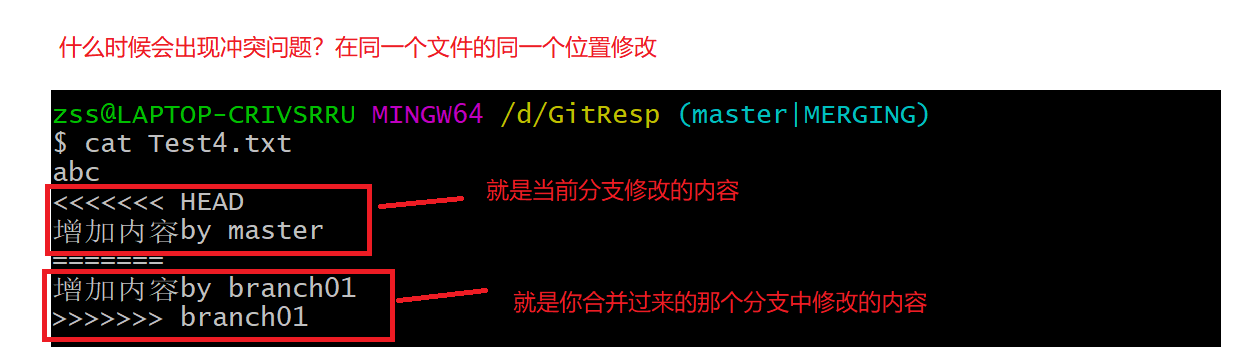 什么时候会出现冲突问题？在同一个文件的同一个位置修改
zss@LAPTOP-CRIVSRRU MINGW64 /d/GitResp (master|MERGING)
$ cat Test4.txt
abc
<<<<<<< HEAD
就是当前分支修改的内容
增加内容by master
=======
增加内容by branch01
>>>>>>> branch01
就是你合并过来的那个分支中修改的内容